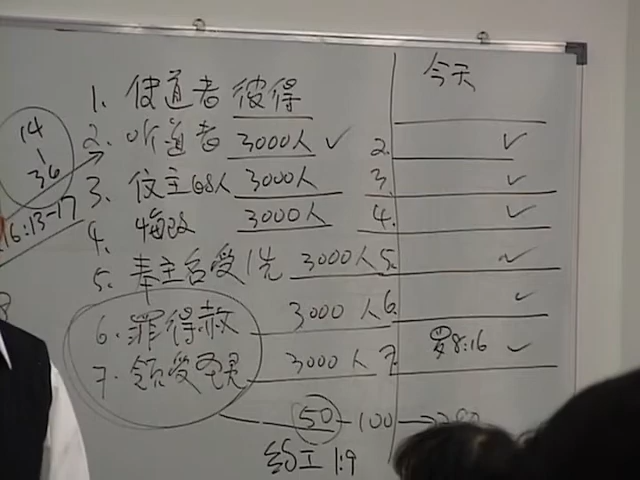 今天
1. 使道者 彼得
14
|
36
2. 听道者 3000人 ✓ 2. ✓
3. 信主的人 3000人 3. ✓
16:13-17
4. 悔改 3000人 4. ✓
5. 奉主名受洗 3000人 5. ✓
6. 罪得赦 3000人 6. ✓
7. 领受圣灵 3000人 7. 罗8:16 ✓
50 — 100 →
约I 1:9